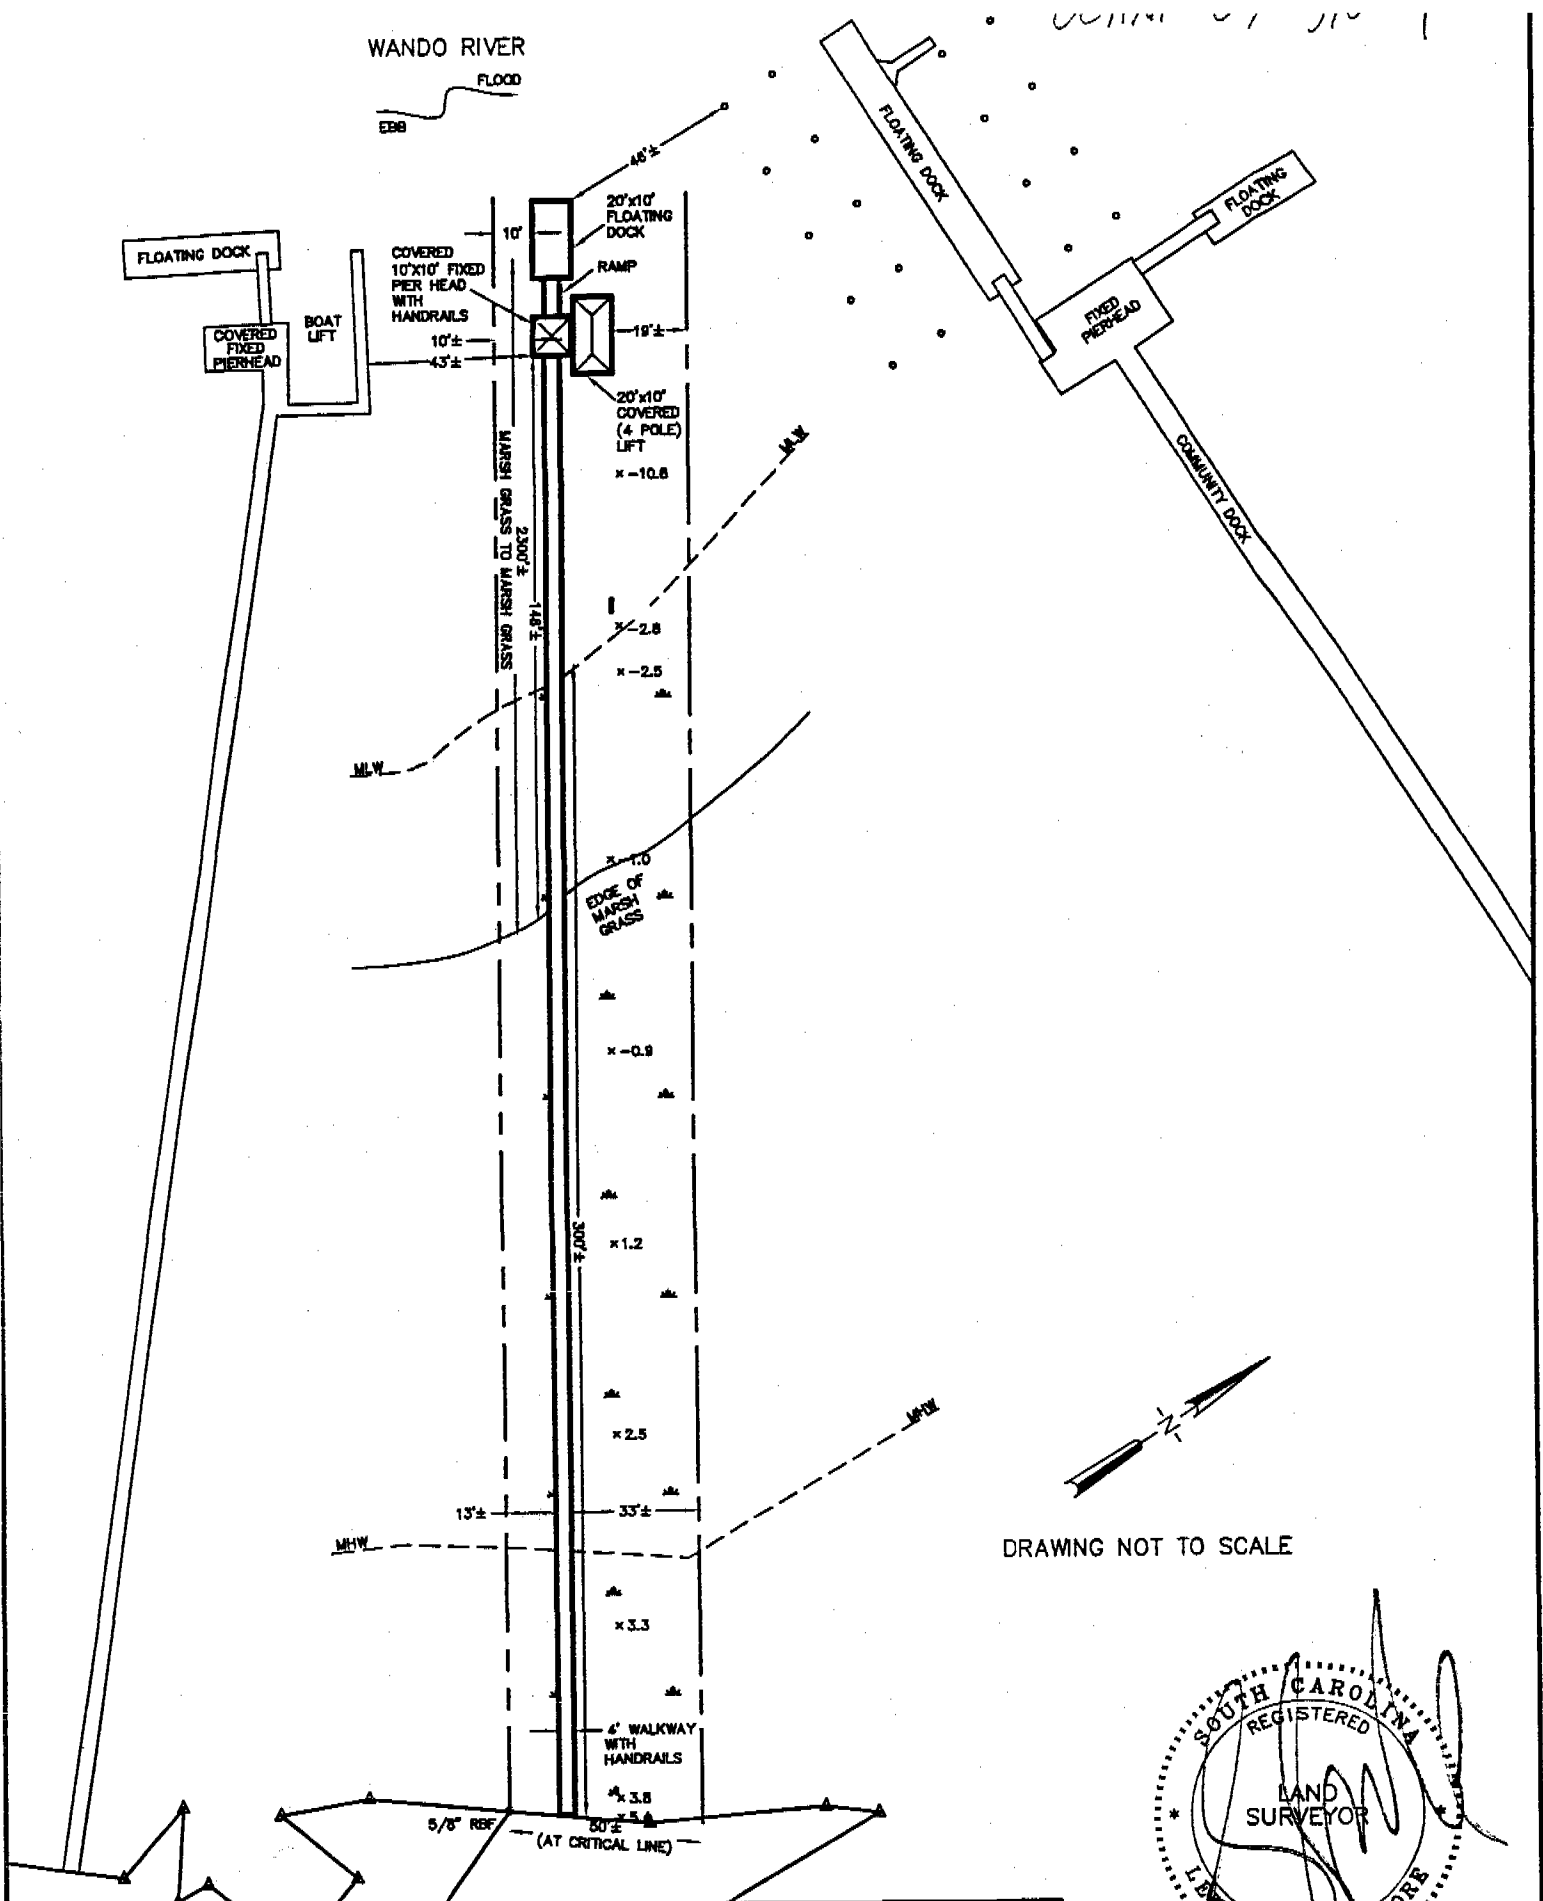 WANDO RIVER
FLOOD
EBB
48'±
20'x10'
FLOATING
DOCK
10'
COVERED
10'X10' FIXED
PIER HEAD
WITH
HANDRAILS
RAMP
FLOATING DOCK
BOAT
LIFT
COVERED
FIXED
PIERHEAD
10'±
43'±
19'±
20'x10'
COVERED
(4 POLE)
LIFT
FLOATING DOCK
FLOATING
DOCK
FIXED
PIERHEAD
COMMUNITY DOCK
MLW
×-10.8
MARSH GRASS TO MARSH GRASS
2300'±
148'±
×-2.8
×-2.5
MLW
×-1.0
EDGE OF
MARSH
GRASS
×-0.9
300'±
×1.2
MHW
×2.5
13'±
33'±
MHW
DRAWING NOT TO SCALE
×3.3
4' WALKWAY
WITH
HANDRAILS
×3.8
5/8" RBF
50'±
(AT CRITICAL LINE)
N
SOUTH CAROLINA
REGISTERED
LAND
SURVEYOR